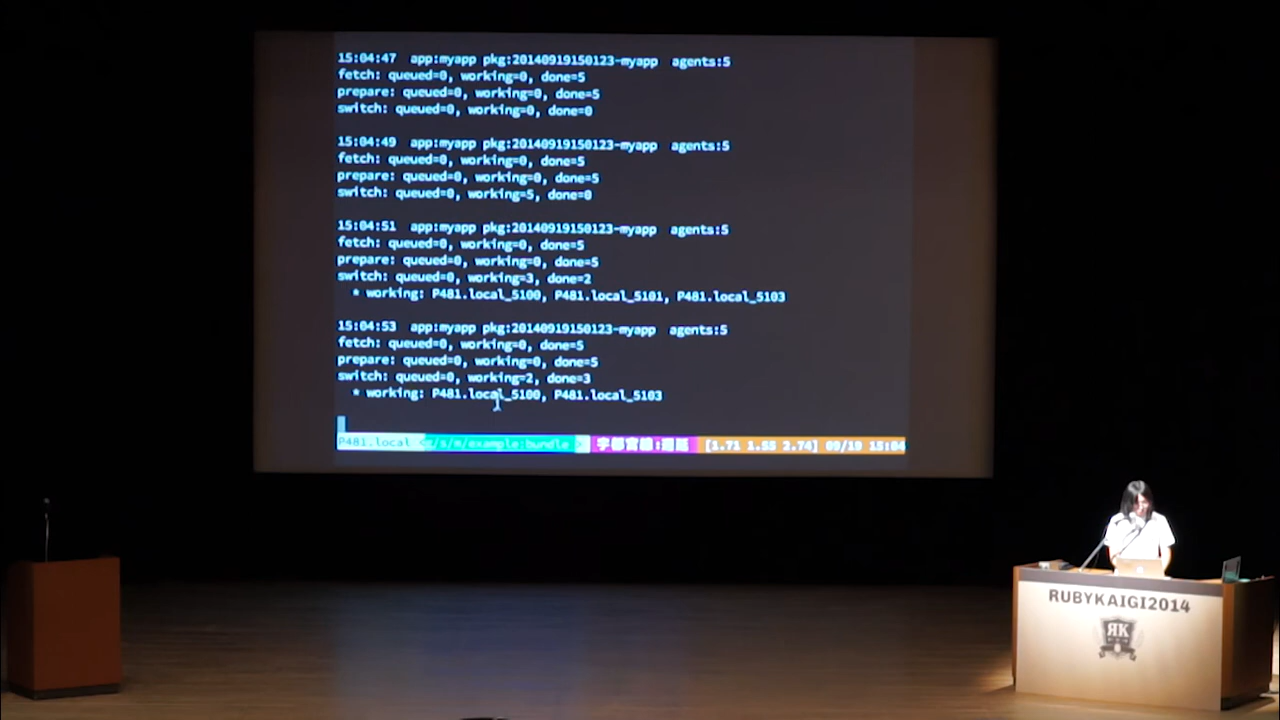 15:04:47 app:myapp pkg:20140919150123-myapp agents:5
fetch: queued=0, working=0, done=5
prepare: queued=0, working=0, done=5
switch: queued=0, working=0, done=0
15:04:49 app:myapp pkg:20140919150123-myapp agents:5
fetch: queued=0, working=0, done=5
prepare: queued=0, working=0, done=5
switch: queued=0, working=5, done=0
15:04:51 app:myapp pkg:20140919150123-myapp agents:5
fetch: queued=0, working=0, done=5
prepare: queued=0, working=0, done=5
switch: queued=0, working=3, done=2
* working: P481.local_5100, P481.local_5101, P481.local_5103
15:04:53 app:myapp pkg:20140919150123-myapp agents:5
fetch: queued=0, working=0, done=5
prepare: queued=0, working=0, done=5
switch: queued=0, working=2, done=3
* working: P481.local_5100, P481.local_5103
P481.local /s/m/example:bundle [1.71 1.55 2.74] 09/19 15:04
RUBYKAIGI2014
RK